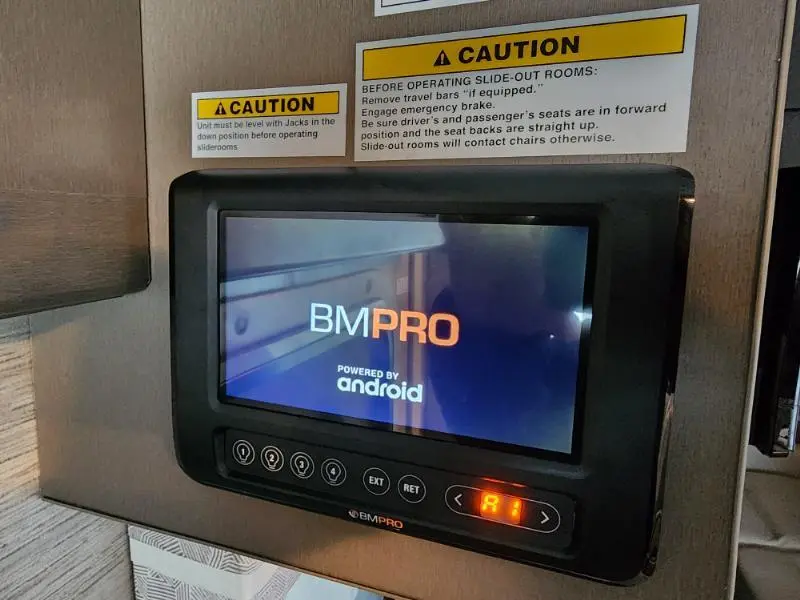 CAUTION
Unit must be level with Jacks in the
down position before operating
sliderooms
CAUTION
BEFORE OPERATING SLIDE-OUT ROOMS:
Remove travel bars "if equipped."
Engage emergency brake.
Be sure driver's and passenger's seats are in forward
position and the seat backs are straight up.
Slide-out rooms will contact chairs otherwise.
BMPRO
POWERED BY
android
1 2 3 4 EXT RET < A1 >
BMPRO